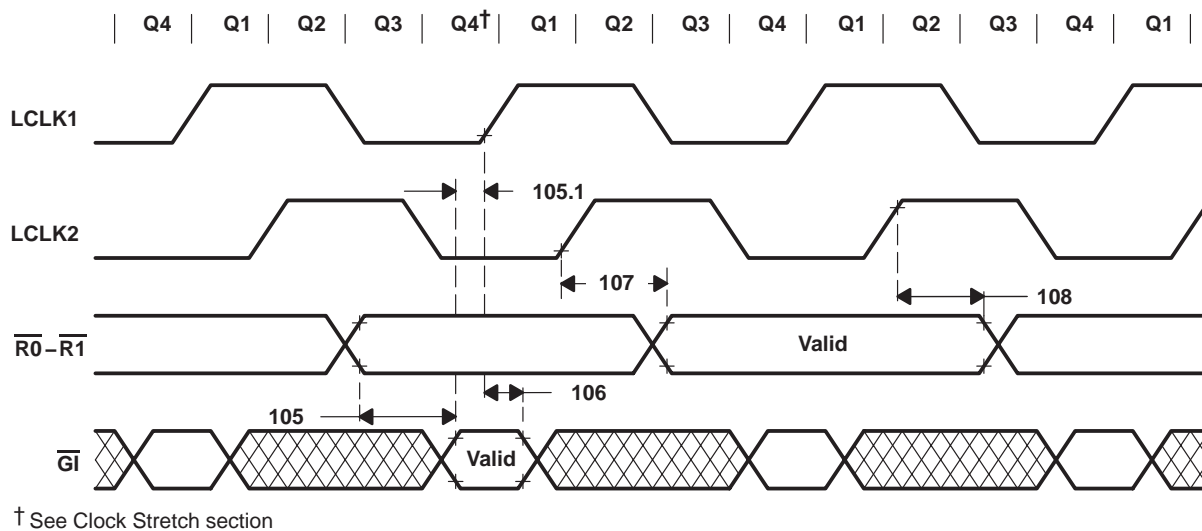 Q4 Q1 Q2 Q3 Q4† Q1 Q2 Q3 Q4 Q1 Q2 Q3 Q4 Q1
LCLK1
105.1
LCLK2
107
108
R0–R1
Valid
106
105
GI
Valid
† See Clock Stretch section